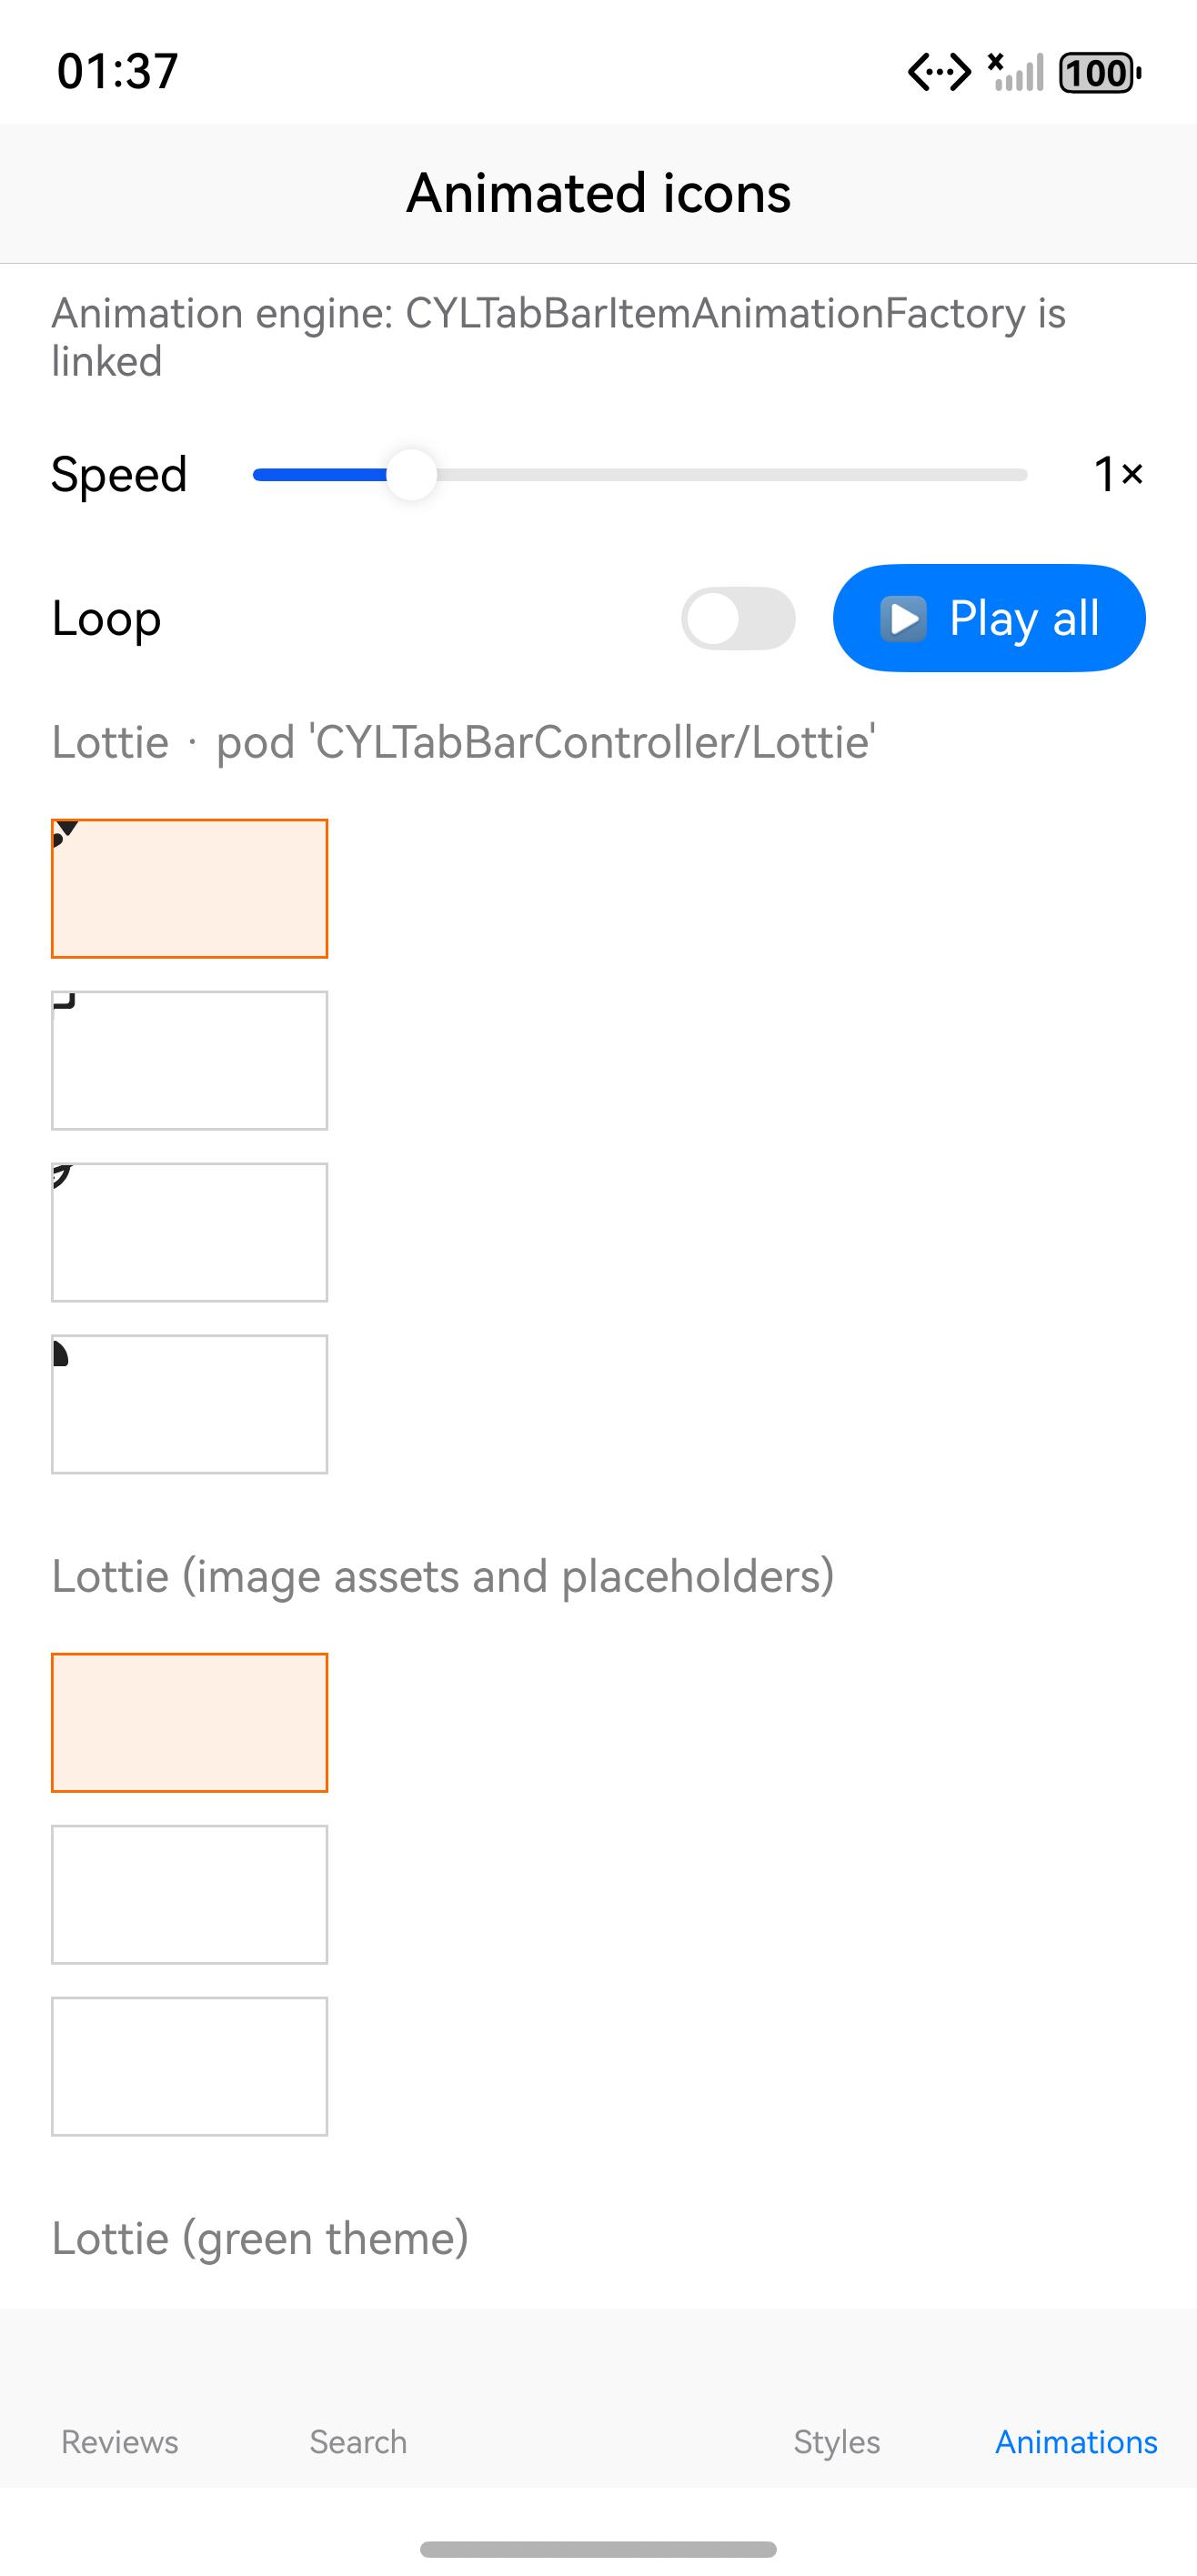 01:37
100
Animated icons
Animation engine: CYLTabBarItemAnimationFactory is
linked
Speed
1×
Loop
Play all
Lottie · pod 'CYLTabBarController/Lottie'
Lottie (image assets and placeholders)
Lottie (green theme)
Reviews
Search
Styles
Animations